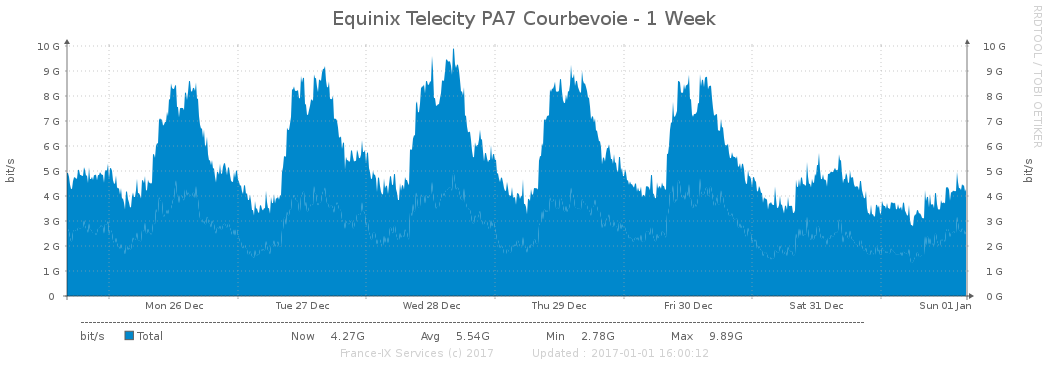 Equinix Telecity PA7 Courbevoie - 1 Week
RRDTOOL / TOBI OETIKER
bit/s
10 G 10 G
9 G 9 G
8 G 8 G
7 G 7 G
6 G 6 G
5 G 5 G
4 G 4 G
3 G 3 G
2 G 2 G
1 G 1 G
0 0 G
bit/s
Mon 26 Dec Tue 27 Dec Wed 28 Dec Thu 29 Dec Fri 30 Dec Sat 31 Dec Sun 01 Jan
bit/s Total Now 4.27G Avg 5.54G Min 2.78G Max 9.89G
France-IX Services (c) 2017 Updated : 2017-01-01 16:00:12